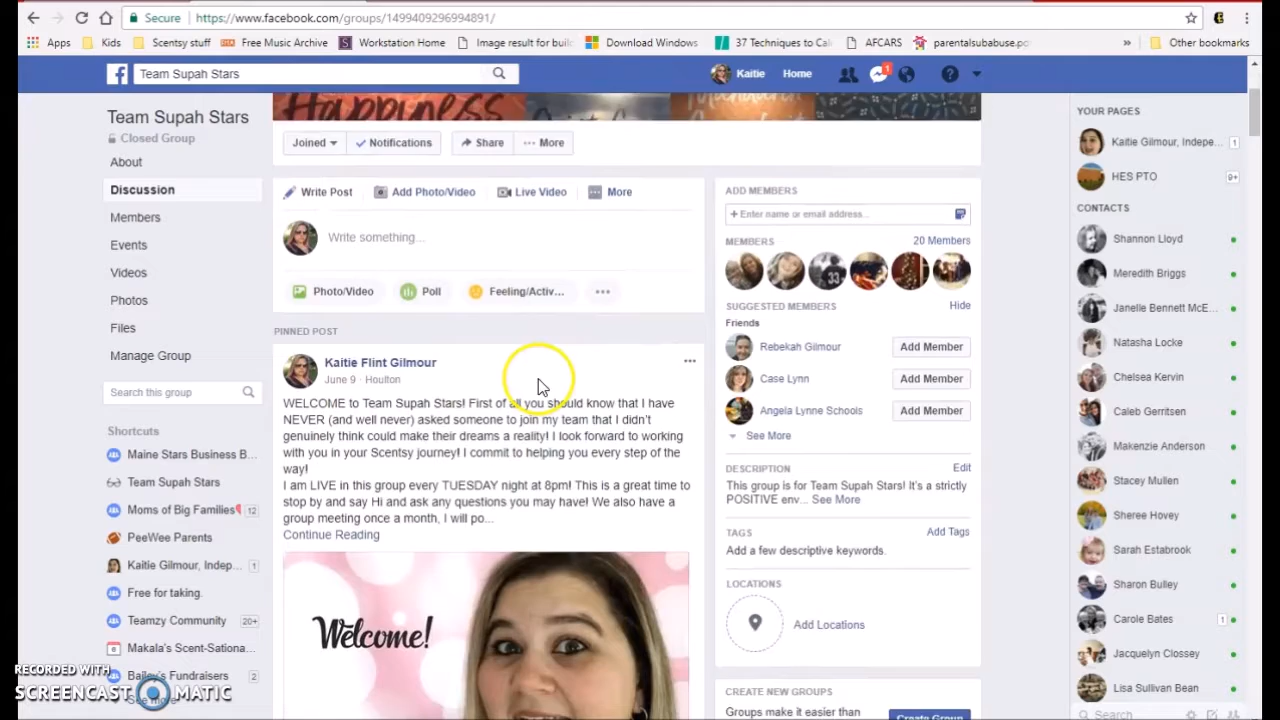 Secure https://www.facebook.com/groups/1499409296994891/
Apps Kids Scentsy stuff Free Music Archive Workstation Home Image result for buil Download Windows 37 Techniques to Cal AFCARS parentalsubabuse.po » Other bookmarks
Team Supah Stars Kaitie Home 1
Team Supah Stars
Closed Group
About
Discussion
Members
Events
Videos
Photos
Files
Manage Group
Search this group
Shortcuts
Maine Stars Business B...
Team Supah Stars
Moms of Big Families 12
PeeWee Parents
Kaitie Gilmour, Indep... 1
Free for taking.
Teamzy Community 20+
Makala's Scent-Sationa...
Bailey's Fundraisers 2
Happiness
Joined Notifications Share More
Write Post Add Photo/Video Live Video More
Write something...
Photo/Video Poll Feeling/Activ...
PINNED POST
Kaitie Flint Gilmour
June 9 · Houlton
WELCOME to Team Supah Stars! First of all you should know that I have
NEVER (and well never) asked someone to join my team that I didn't
genuinely think could make their dreams a reality! I look forward to working
with you in your Scentsy journey! I commit to helping you every step of the
way!
I am LIVE in this group every TUESDAY night at 8pm! This is a great time to
stop by and say Hi and ask any questions you may have! We also have a
group meeting once a month, I will po...
Continue Reading
Welcome!
ADD MEMBERS
+ Enter name or email address...
MEMBERS 20 Members
33
SUGGESTED MEMBERS Hide
Friends
Rebekah Gilmour Add Member
Case Lynn Add Member
Angela Lynne Schools Add Member
See More
DESCRIPTION Edit
This group is for Team Supah Stars! It's a strictly
POSITIVE env... See More
TAGS Add Tags
Add a few descriptive keywords.
LOCATIONS
Add Locations
CREATE NEW GROUPS
Groups make it easier than
Create Group
YOUR PAGES
Kaitie Gilmour, Indepe... 1
HES PTO 9+
CONTACTS
Shannon Lloyd
Meredith Briggs
Janelle Bennett McE...
Natasha Locke
Chelsea Kervin
Caleb Gerritsen
Makenzie Anderson
Stacey Mullen
Sheree Hovey
Sarah Estabrook
Sharon Bulley
Carole Bates 1
Jacquelyn Clossey
Lisa Sullivan Bean
Search
RECORDED WITH
SCREENCAST MATIC